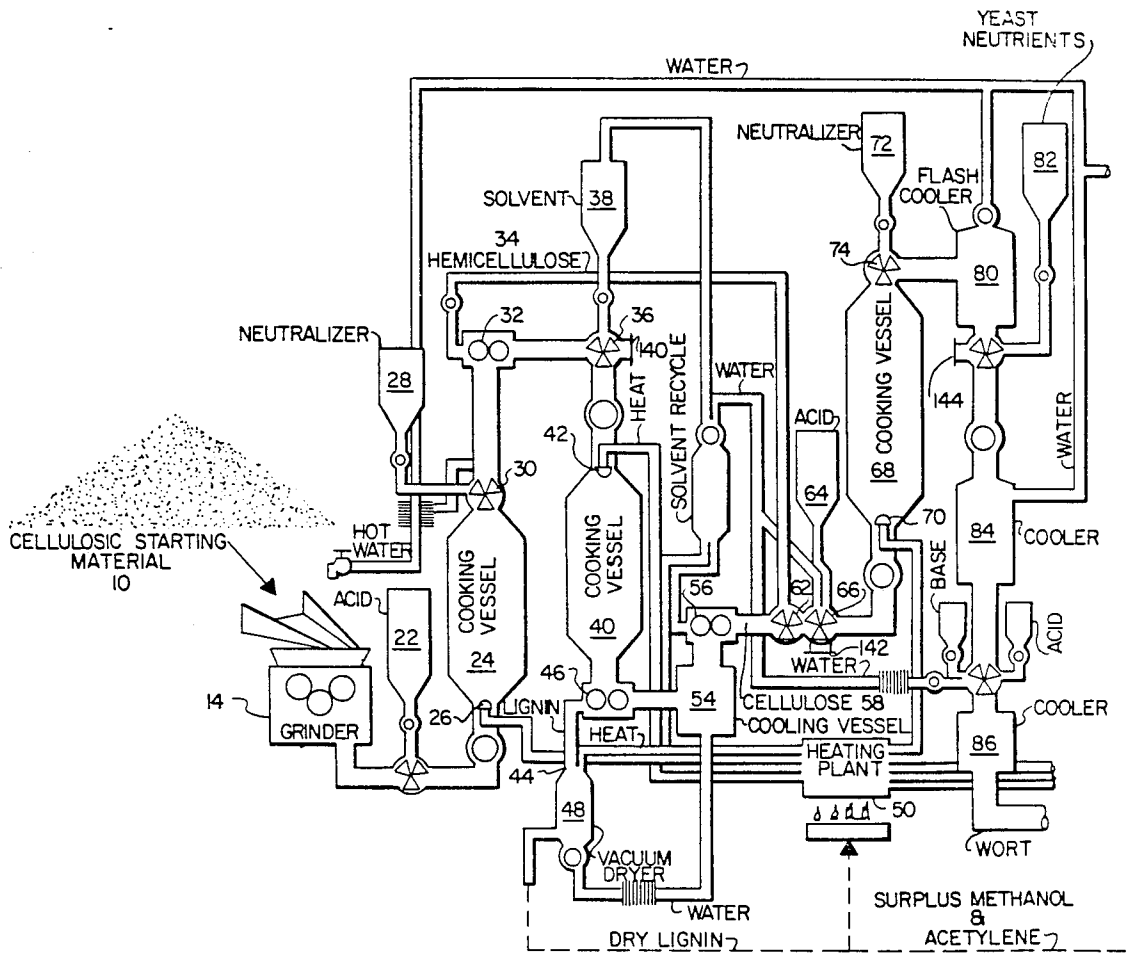 YEAST
NEUTRIENTS
WATER
NEUTRALIZER
72
82
FLASH
COOLER
SOLVENT
38
34
HEMICELLULOSE
74
80
32
36
NEUTRALIZER
140
28
HEAT
WATER
144
SOLVENT RECYCLE
COOKING VESSEL
68
ACID
WATER
42
30
64
70
CELLULOSIC STARTING
MATERIAL
10
HOT
WATER
COOKING
VESSEL
24
COOKING
VESSEL
40
84
COOLER
56
62
66
BASE
ACID
ACID
22
142
WATER
46
LIGNIN
26
54
CELLULOSE 58
COOLING VESSEL
COOLER
14
GRINDER
HEAT
HEATING
PLANT
86
44
50
48
WORT
VACUUM
DRYER
WATER
SURPLUS METHANOL
&
ACETYLENE
DRY LIGNIN